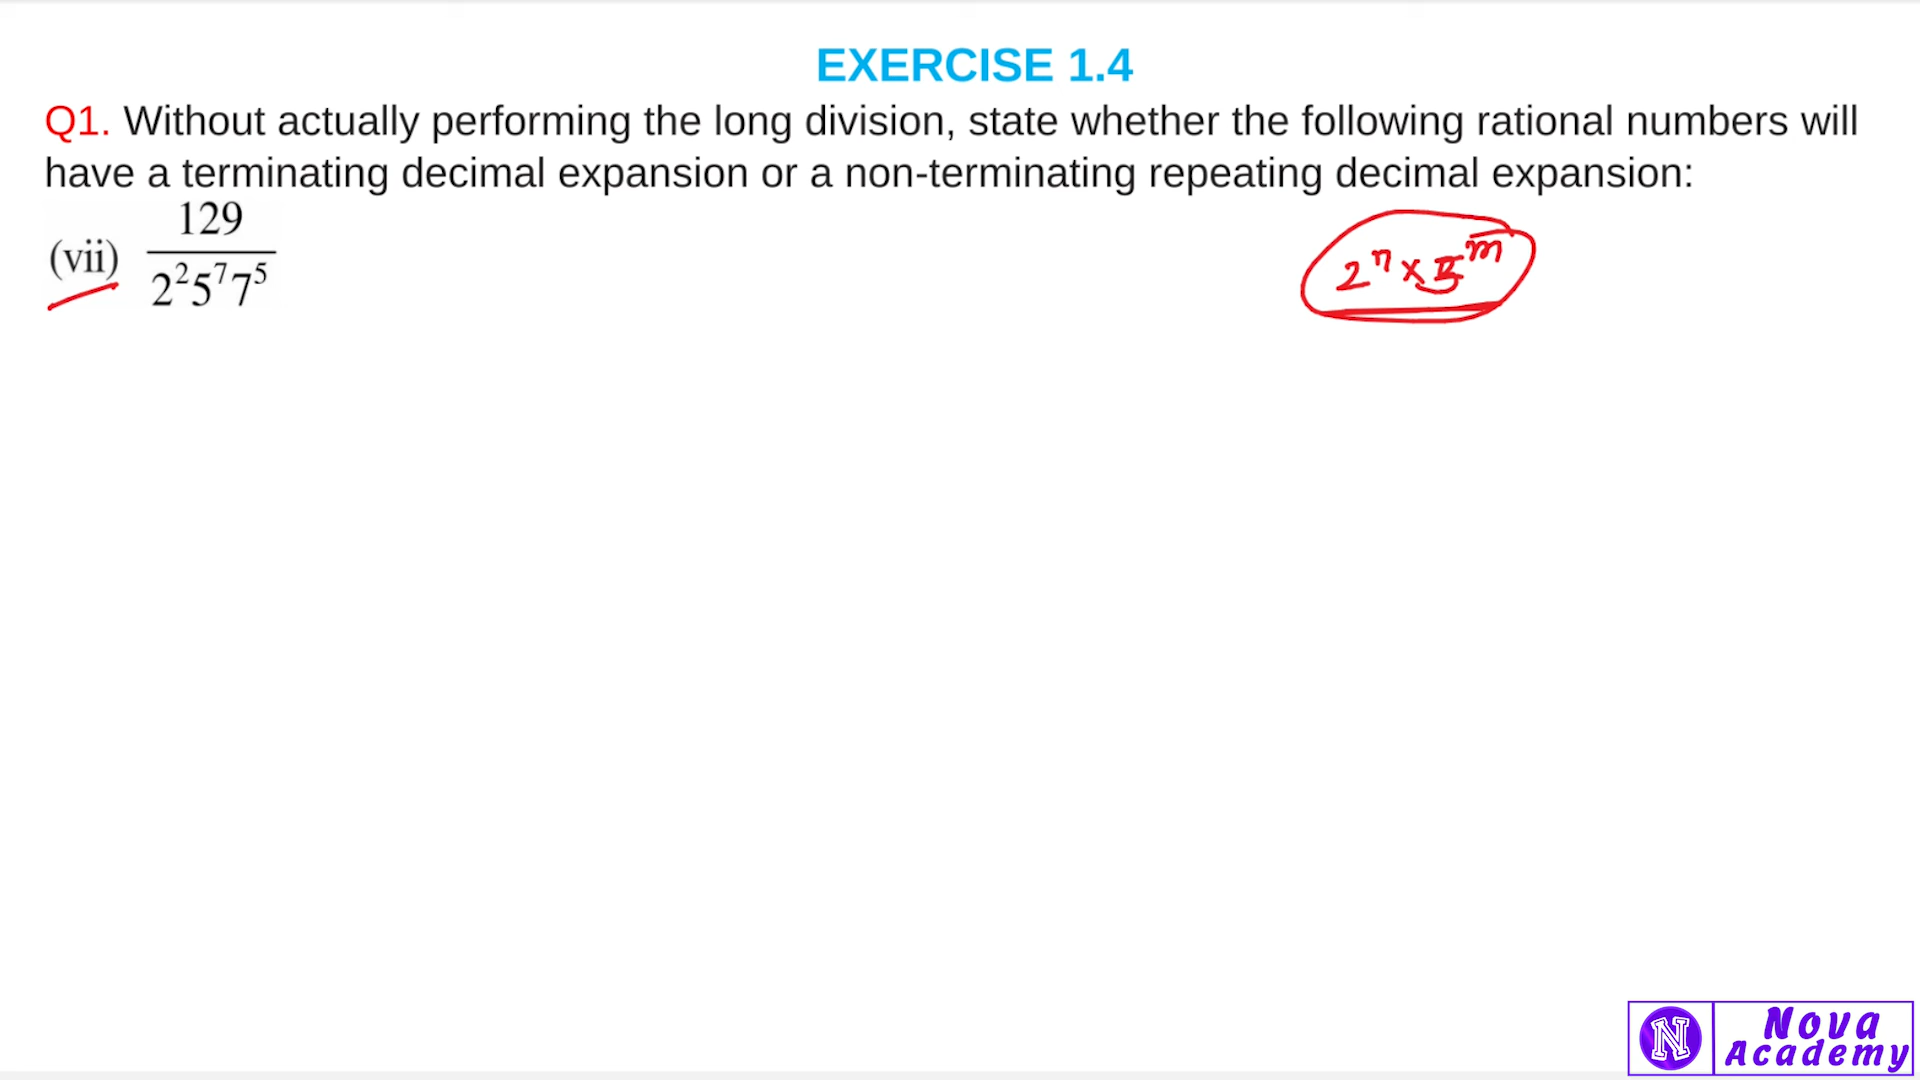 EXERCISE 1.4
Q1. Without actually performing the long division, state whether the following rational numbers will
have a terminating decimal expansion or a non-terminating repeating decimal expansion:
(vii) 129/2²5⁷7⁵
2ⁿ×5ᵐ
Nova
Academy
N